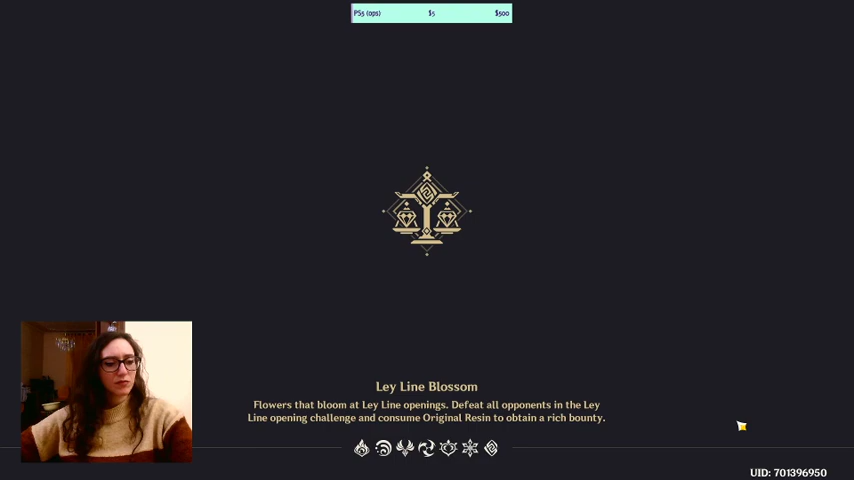 PS5 (ops) $5 $500
Ley Line Blossom
Flowers that bloom at Ley Line openings. Defeat all opponents in the Ley
Line opening challenge and consume Original Resin to obtain a rich bounty.
UID: 701396950